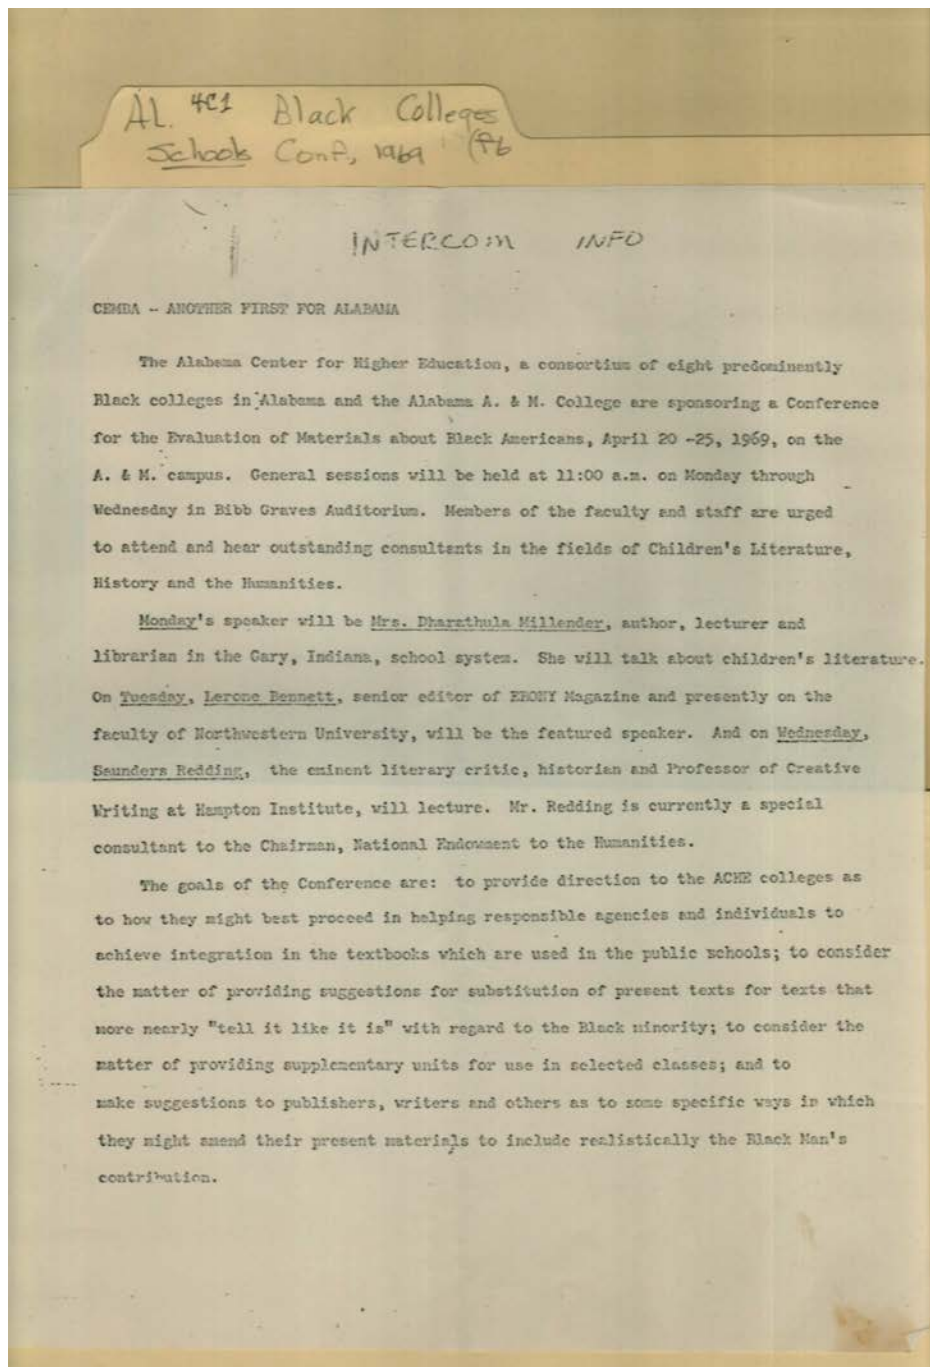 AL. 4C1 Black Colleges
Schools Conf, 1969
INTERCOM INFO
CEMBA - ANOTHER FIRST FOR ALABAMA
The Alabama Center for Higher Education, a consortium of eight predominently
Black colleges in Alabama and the Alabama A. & M. College are sponsoring a Conference
for the Evaluation of Materials about Black Americans, April 20 -25, 1969, on the
A. & M. campus. General sessions will be held at 11:00 a.m. on Monday through
Wednesday in Bibb Graves Auditorium. Members of the faculty and staff are urged
to attend and hear outstanding consultants in the fields of Children's Literature,
History and the Humanities.
Monday's speaker will be Mrs. Dharathula Millender, author, lecturer and
librarian in the Gary, Indiana, school system. She will talk about children's literature.
On Tuesday, Lerone Bennett, senior editor of EBONY Magazine and presently on the
faculty of Northwestern University, will be the featured speaker. And on Wednesday,
Saunders Redding, the eminent literary critic, historian and Professor of Creative
Writing at Hampton Institute, will lecture. Mr. Redding is currently a special
consultant to the Chairman, National Endowment to the Humanities.
The goals of the Conference are: to provide direction to the ACHE colleges as
to how they might best proceed in helping responsible agencies and individuals to
achieve integration in the textbooks which are used in the public schools; to consider
the matter of providing suggestions for substitution of present texts for texts that
more nearly "tell it like it is" with regard to the Black minority; to consider the
matter of providing supplementary units for use in selected classes; and to
make suggestions to publishers, writers and others as to some specific ways in which
they might amend their present materials to include realistically the Black Man's
contribution.